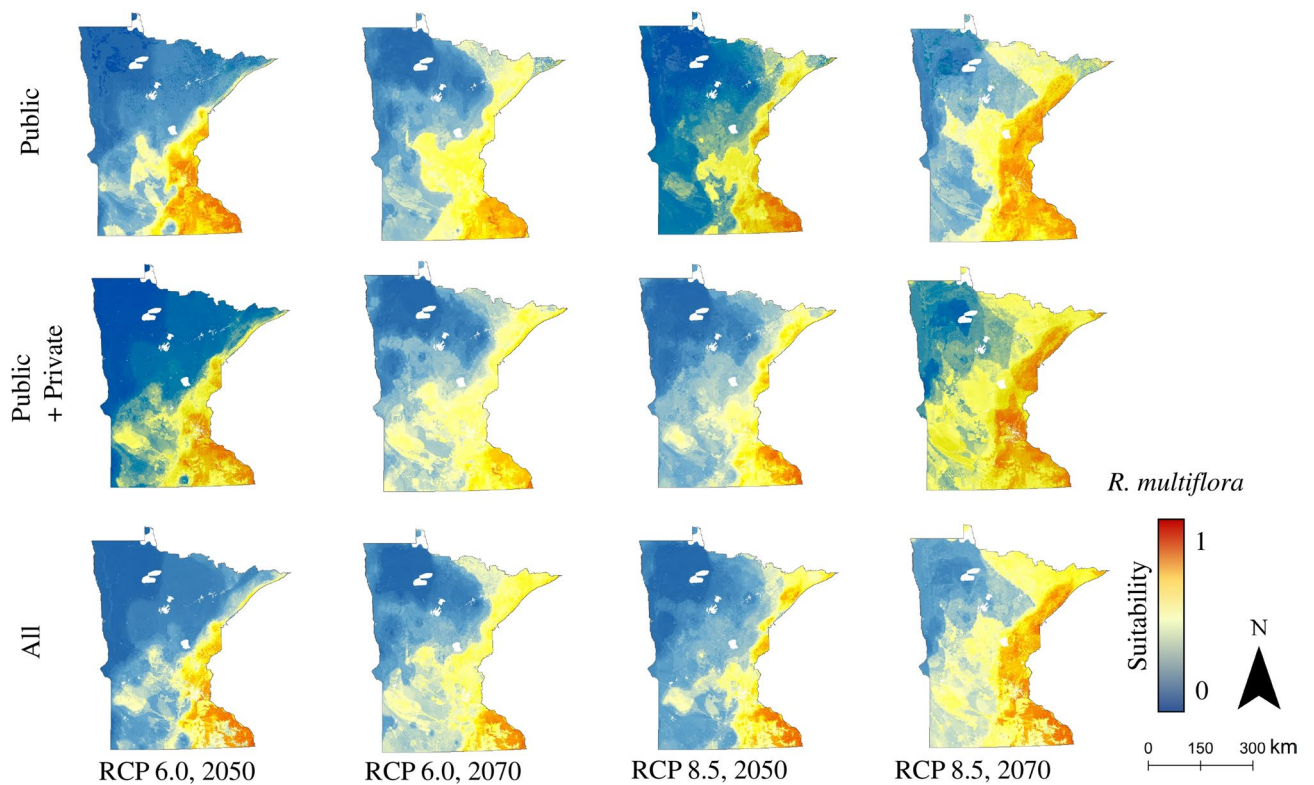 Public
Public
+ Private
All
R. multiflora
Suitability
1
0
N
0 150 300 km
RCP 6.0, 2050
RCP 6.0, 2070
RCP 8.5, 2050
RCP 8.5, 2070